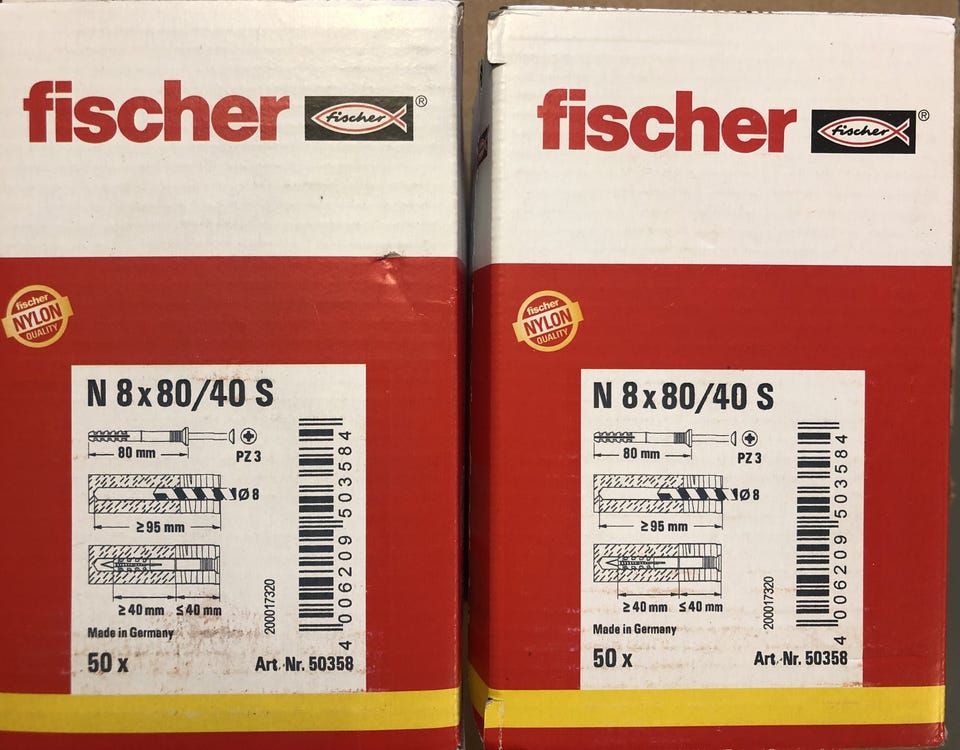 fischer fischer ®
fischer
NYLON
QUALITY
N 8 x 80/40 S
80 mm
PZ 3
Ø 8
≥ 95 mm
≥ 40 mm ≤ 40 mm
200017320
4 006209 503584
Made in Germany
50 x
Art.-Nr. 50358
fischer fischer ®
fischer
NYLON
QUALITY
N 8 x 80/40 S
80 mm
PZ 3
Ø 8
≥ 95 mm
≥ 40 mm ≤ 40 mm
200017320
4 006209 503584
Made in Germany
50 x
Art.-Nr. 50358